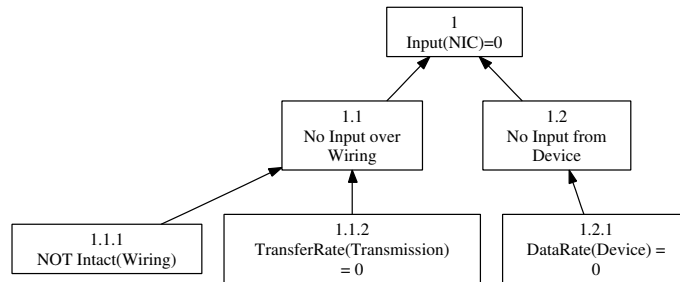 1
Input(NIC)=0
1.1
No Input over
Wiring
1.2
No Input from
Device
1.1.1
NOT Intact(Wiring)
1.1.2
TransferRate(Transmission)
= 0
1.2.1
DataRate(Device) =
0